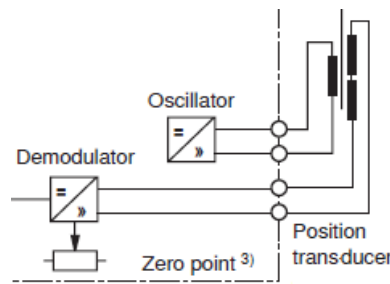 Oscillator
=
»
Demodulator
=
»
Zero point 3)
Position
transducer